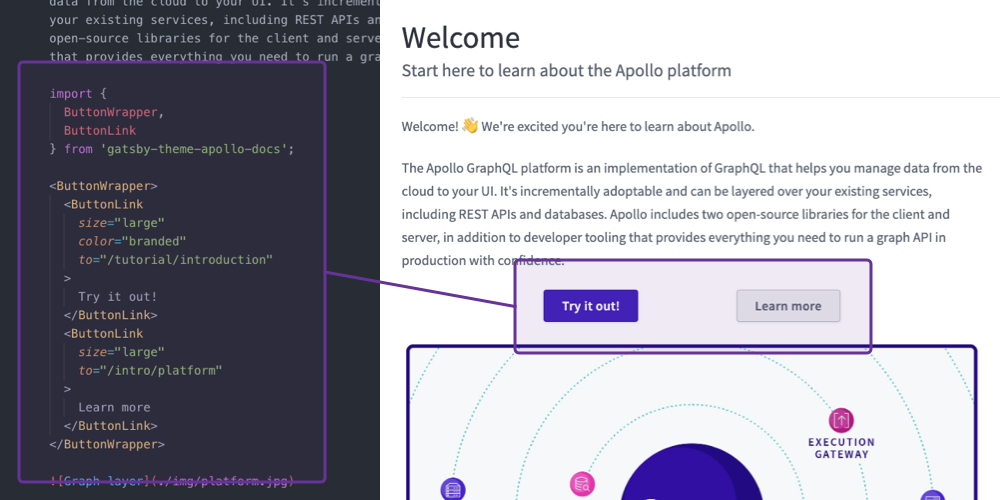 data from the cloud to your UI. It's increment
your existing services, including REST APIs an
open-source libraries for the client and serve
that provides everything you need to run a gra
import {
ButtonWrapper,
ButtonLink
} from 'gatsby-theme-apollo-docs';
<ButtonWrapper>
<ButtonLink
size="large"
color="branded"
to="/tutorial/introduction"
>
Try it out!
</ButtonLink>
<ButtonLink
size="large"
to="/intro/platform"
>
Learn more
</ButtonLink>
</ButtonWrapper>
![Graph layer](./img/platform.jpg)
Welcome
Start here to learn about the Apollo platform
Welcome! 👋 We're excited you're here to learn about Apollo.
The Apollo GraphQL platform is an implementation of GraphQL that helps you manage data from the
cloud to your UI. It's incrementally adoptable and can be layered over your existing services,
including REST APIs and databases. Apollo includes two open-source libraries for the client and
server, in addition to developer tooling that provides everything you need to run a graph API in
production with confidence.
Try it out!
Learn more
EXECUTION
GATEWAY